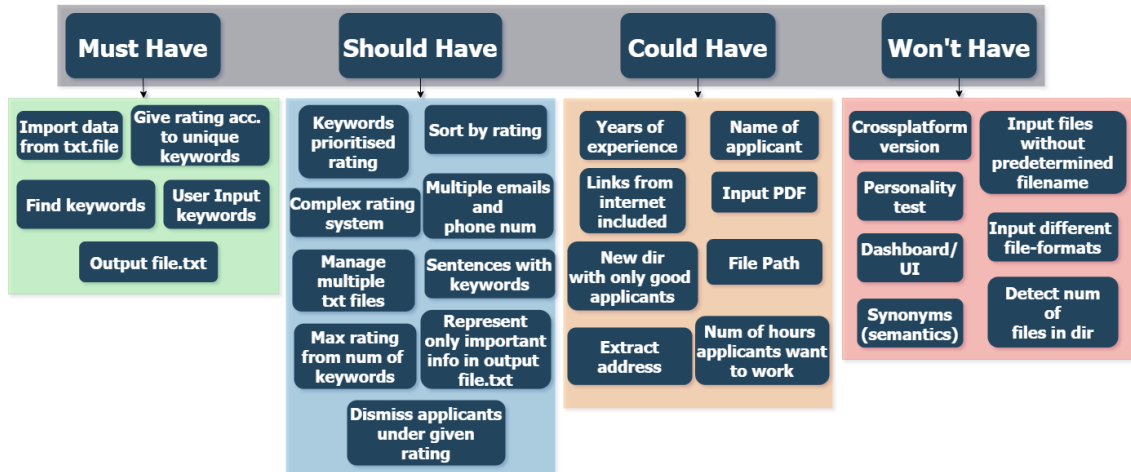 Must Have
Should Have
Could Have
Won't Have
Import data
from txt.file
Give rating acc.
to unique
keywords
Find keywords
User Input
keywords
Output file.txt
Keywords
prioritised
rating
Sort by rating
Complex rating
system
Multiple emails
and
phone num
Manage
multiple
txt files
Sentences with
keywords
Max rating
from num of
keywords
Represent
only important
info in output
file.txt
Dismiss applicants
under given
rating
Years of
experience
Name of
applicant
Links from
internet
included
Input PDF
New dir
with only good
applicants
File Path
Extract
address
Num of hours
applicants want
to work
Crossplatform
version
Input files
without
predetermined
filename
Personality
test
Input different
file-formats
Dashboard/
UI
Synonyms
(semantics)
Detect num
of
files in dir